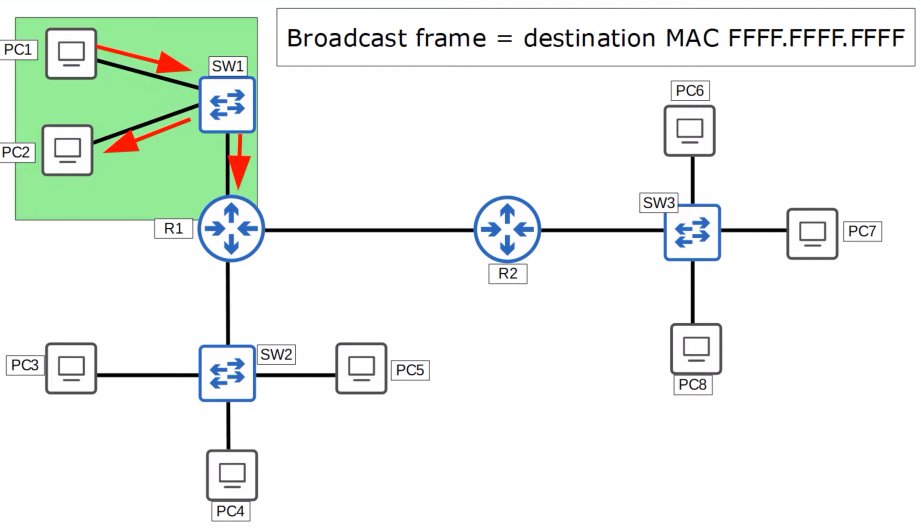 PC1
SW1
Broadcast frame = destination MAC FFFF.FFFF.FFFF
PC2
PC6
R1
SW3
PC7
R2
PC3
SW2
PC5
PC8
PC4